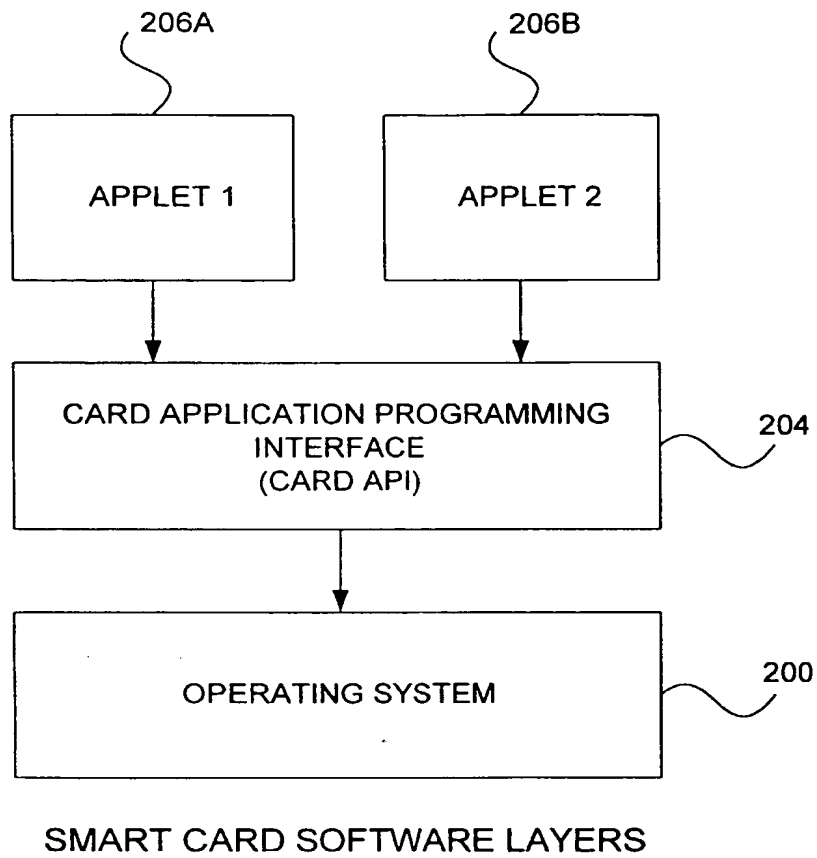 206A
206B
APPLET 1
APPLET 2
CARD APPLICATION PROGRAMMING
INTERFACE
(CARD API)
204
OPERATING SYSTEM
200
SMART CARD SOFTWARE LAYERS